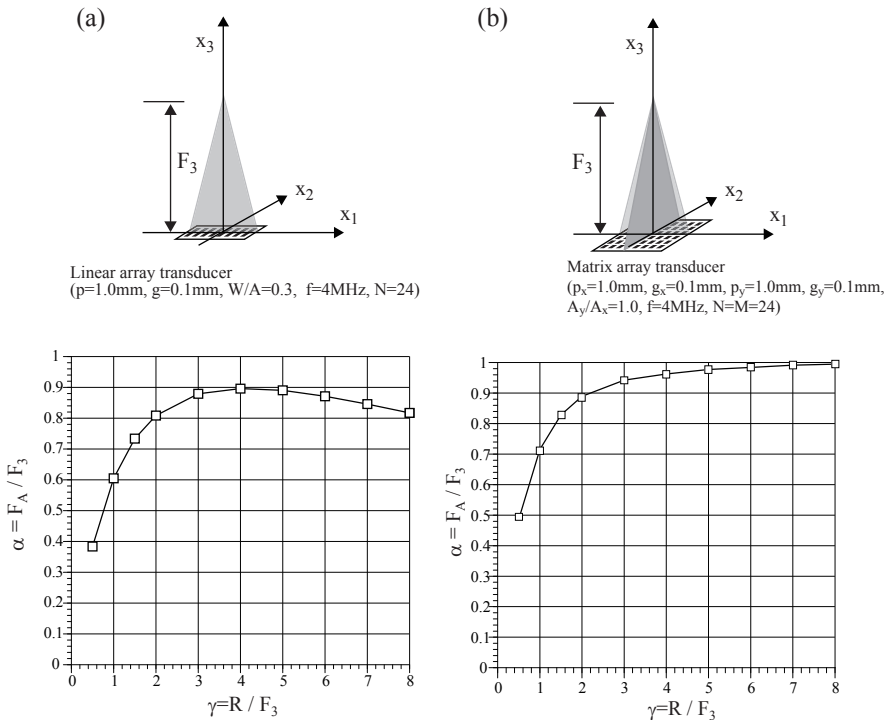 (a)
x₃
F₃
x₂
x₁
Linear array transducer
(p=1.0mm, g=0.1mm, W/A=0.3, f=4MHz, N=24)
(b)
x₃
F₃
x₂
x₁
Matrix array transducer
(pₓ=1.0mm, gₓ=0.1mm, p_y=1.0mm, g_y=0.1mm,
A_y/Aₓ=1.0, f=4MHz, N=M=24)
1
0.9
0.8
0.7
0.6
0.5
0.4
0.3
0.2
0.1
0
α = F_A / F₃
0 1 2 3 4 5 6 7 8
γ=R / F₃
1
0.9
0.8
0.7
0.6
0.5
0.4
0.3
0.2
0.1
0
α = F_A / F₃
0 1 2 3 4 5 6 7 8
γ=R / F₃